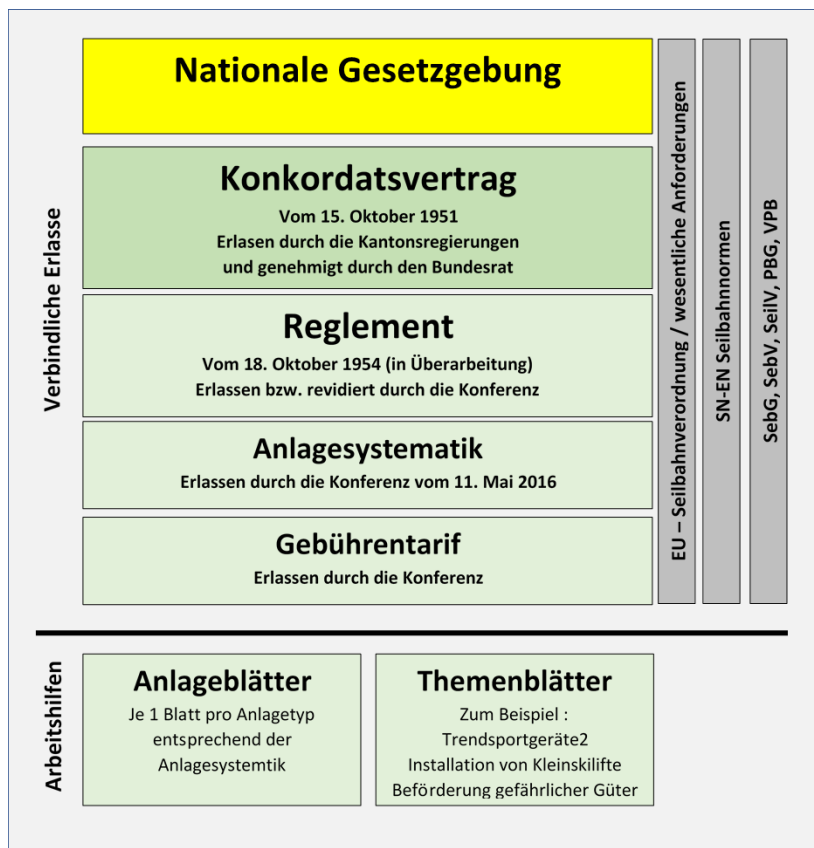 Verbindliche Erlasse
Nationale Gesetzgebung
Konkordatsvertrag
Vom 15. Oktober 1951
Erlasen durch die Kantonsregierungen
und genehmigt durch den Bundesrat
Reglement
Vom 18. Oktober 1954 (in Überarbeitung)
Erlassen bzw. revidiert durch die Konferenz
Anlagesystematik
Erlassen durch die Konferenz vom 11. Mai 2016
Gebührentarif
Erlassen durch die Konferenz
EU – Seilbahnverordnung / wesentliche Anforderungen
SN-EN Seilbahnnormen
SebG, SebV, SeilV, PBG, VPB
Arbeitshilfen
Anlageblätter
Je 1 Blatt pro Anlagetyp
entsprechend der
Anlagesystemtik
Themenblätter
Zum Beispiel :
Trendsportgeräte2
Installation von Kleinskilifte
Beförderung gefährlicher Güter